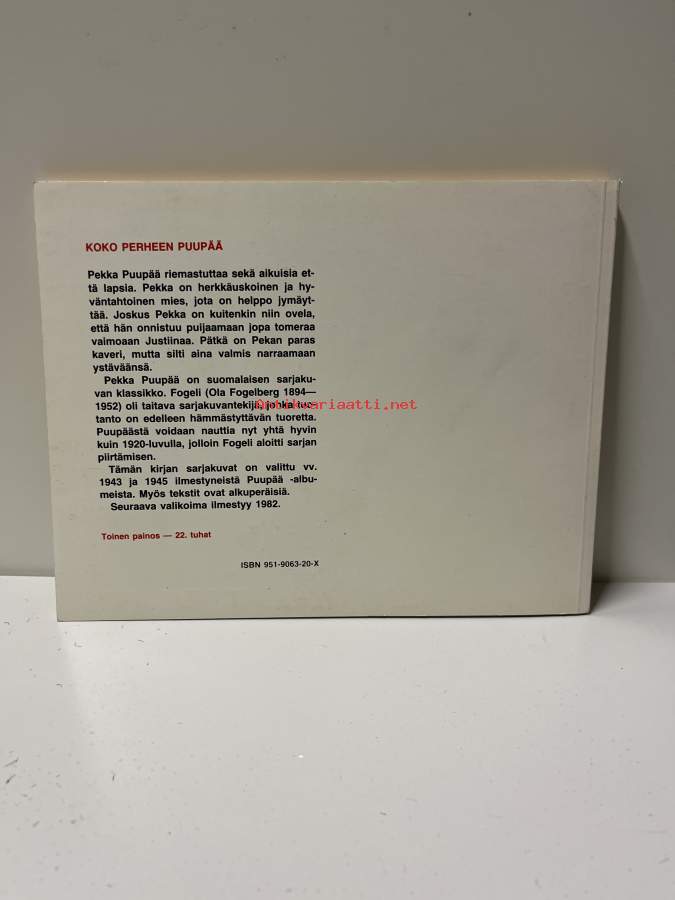 KOKO PERHEEN PUUPÄÄ
Pekka Puupää riemastuttaa sekä aikuisia et-
tä lapsia. Pekka on herkkäuskoinen ja hy-
väntahtoinen mies, jota on helppo jymäyt-
tää. Joskus Pekka on kuitenkin niin ovela,
että hän onnistuu puijaamaan jopa tomeraa
vaimoaan Justiinaa. Pätkä on Pekan paras
kaveri, mutta silti aina valmis narraamaan
ystäväänsä.
Pekka Puupää on suomalaisen sarjaku-
van klassikko. Fogeli (Ola Fogelberg 1894—
1952) oli taitava sarjakuvantekijä, jonka tuo-
tanto on edelleen hämmästyttävän tuoretta.
Puupäästä voidaan nauttia nyt yhtä hyvin
kuin 1920-luvulla, jolloin Fogeli aloitti sarjan
piirtämisen.
Tämän kirjan sarjakuvat on valittu vv.
1943 ja 1945 ilmestyneistä Puupää -albu-
meista. Myös tekstit ovat alkuperäisiä.
Seuraava valikoima ilmestyy 1982.
Toinen painos — 22. tuhat
ISBN 951-9063-20-X
Antikvariaatti.net